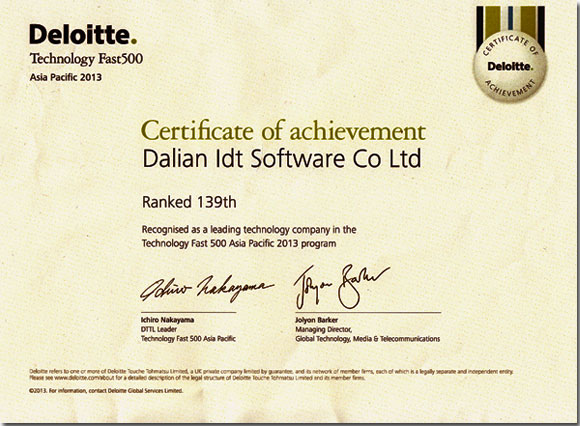 Deloitte.
Technology Fast500
Asia Pacific 2013
CERTIFICATE OF
Deloitte.
ACHIEVEMENT
Certificate of achievement
Dalian Idt Software Co Ltd
Ranked 139th
Recognised as a leading technology company in the
Technology Fast 500 Asia Pacific 2013 program
Ichiro Nakayama
Jolyon Barker
Ichiro Nakayama
DTTL Leader
Technology Fast 500 Asia Pacific
Jolyon Barker
Managing Director,
Global Technology, Media & Telecommunications
Deloitte refers to one or more of Deloitte Touche Tohmatsu Limited, a UK private company limited by guarantee, and its network of member firms, each of which is a legally separate and independent entity.
Please see www.deloitte.com/about for a detailed description of the legal structure of Deloitte Touche Tohmatsu Limited and its member firms.
©2013. For information, contact Deloitte Global Services Limited.